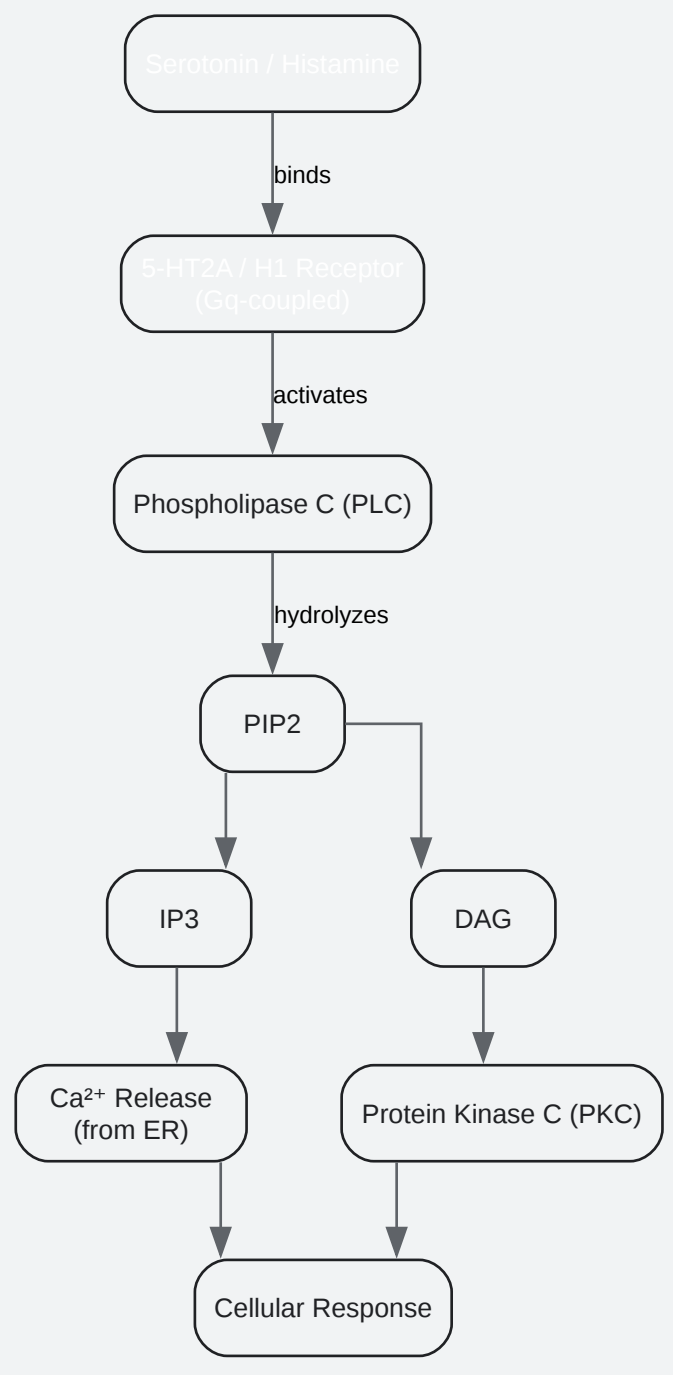 Serotonin / Histamine
binds
5-HT2A / H1 Receptor
(Gq-coupled)
activates
Phospholipase C (PLC)
hydrolyzes
PIP2
IP3
DAG
Ca²⁺ Release
(from ER)
Protein Kinase C (PKC)
Cellular Response